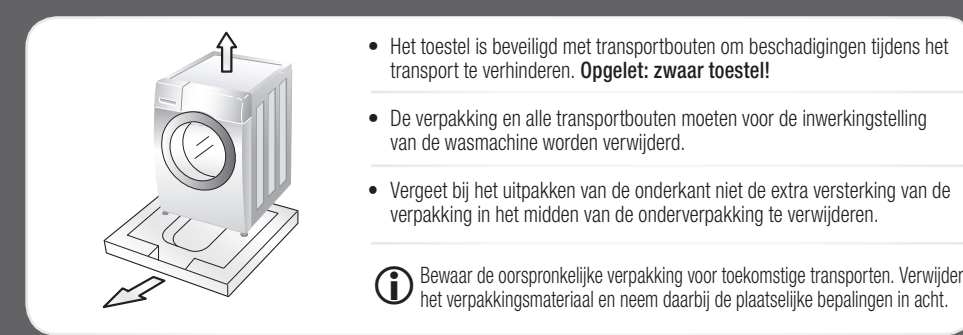 • Het toestel is beveiligd met transportbouten om beschadigingen tijdens het
transport te verhinderen. Opgelet: zwaar toestel!
• De verpakking en alle transportbouten moeten voor de inwerkingstelling
van de wasmachine worden verwijderd.
• Vergeet bij het uitpakken van de onderkant niet de extra versterking van de
verpakking in het midden van de onderverpakking te verwijderen.
Bewaar de oorspronkelijke verpakking voor toekomstige transporten. Verwijder
het verpakkingsmateriaal en neem daarbij de plaatselijke bepalingen in acht.